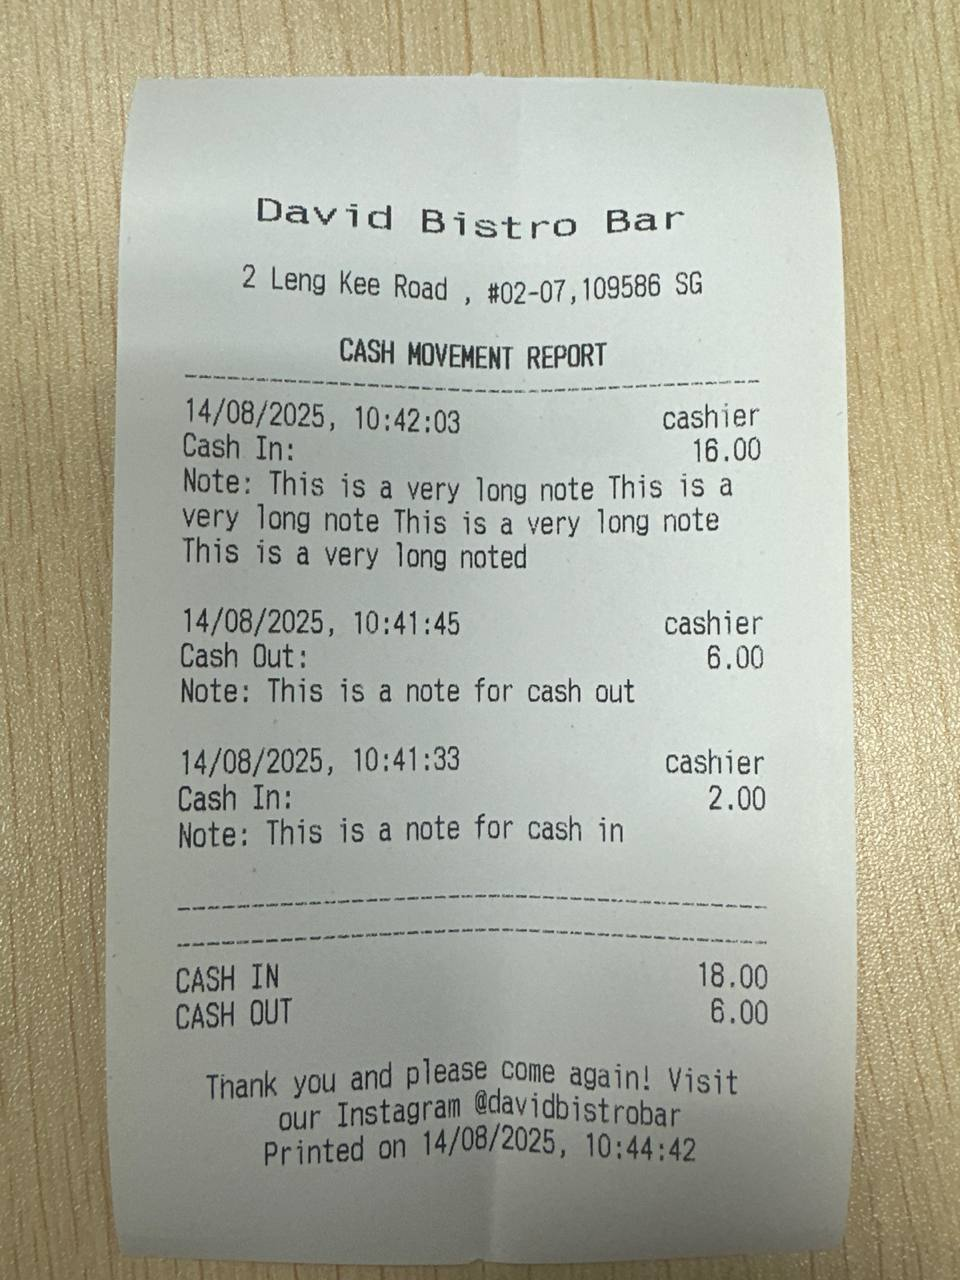 David Bistro Bar
2 Leng Kee Road , #02-07,109586 SG
CASH MOVEMENT REPORT
14/08/2025, 10:42:03 cashier
Cash In: 16.00
Note: This is a very long note This is a
very long note This is a very long note
This is a very long noted
14/08/2025, 10:41:45 cashier
Cash Out: 6.00
Note: This is a note for cash out
14/08/2025, 10:41:33 cashier
Cash In: 2.00
Note: This is a note for cash in
CASH IN 18.00
CASH OUT 6.00
Thank you and please come again! Visit
our Instagram @davidbistrobar
Printed on 14/08/2025, 10:44:42